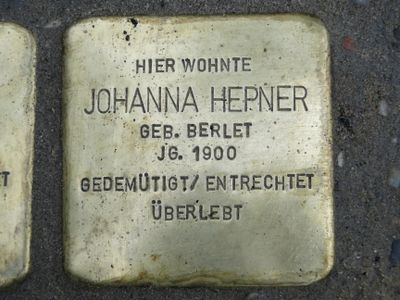 HIER WOHNTE
JOHANNA HEPNER
GEB. BERLET
JG. 1900
GEDEMÜTIGT/ ENTRECHTET
ÜBERLEBT